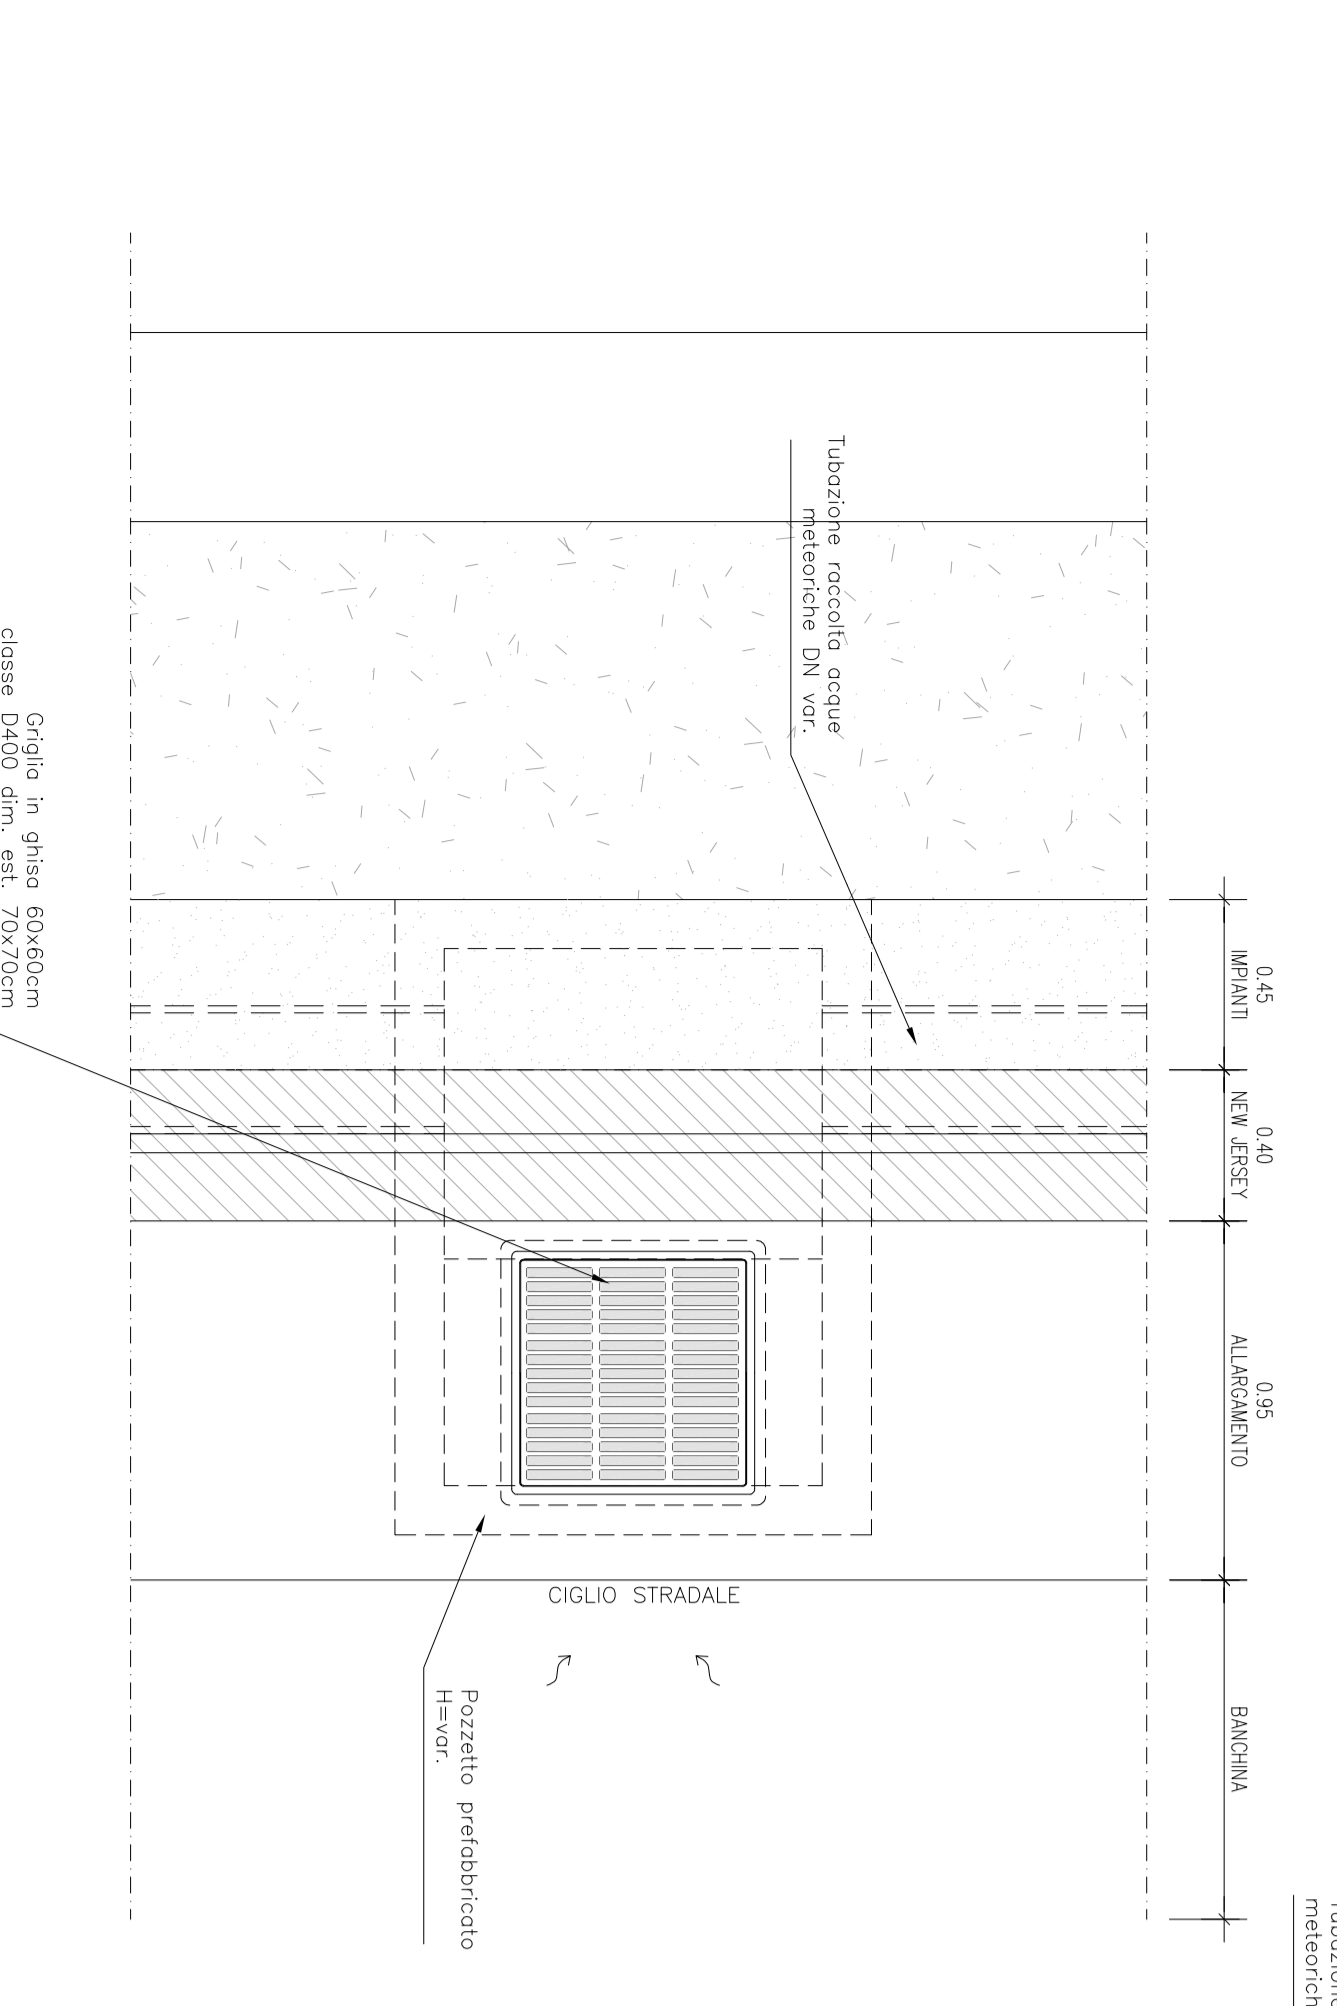 Tubazione raccolta acque
meteoriche DN var.
Griglia in ghisa 60x60cm
classe D400 dim. est. 70x70cm
0.45
IMPIANTI
0.40
NEW JERSEY
0.95
ALLARGAMENTO
BANCHINA
CIGLIO STRADALE
Pozzetto prefabbricato
H=var.